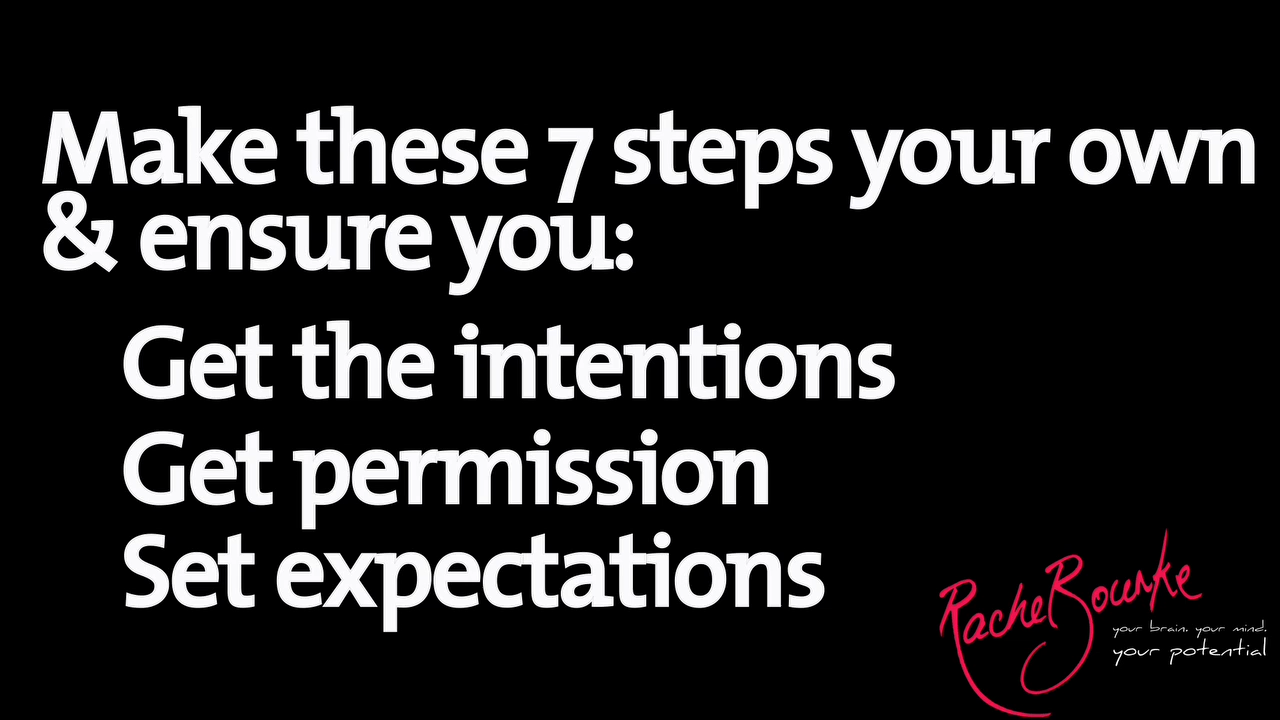 Make these 7 steps your own
& ensure you:
Get the intentions
Get permission
Set expectations
RacheBourke
your brain. your mind.
your potential